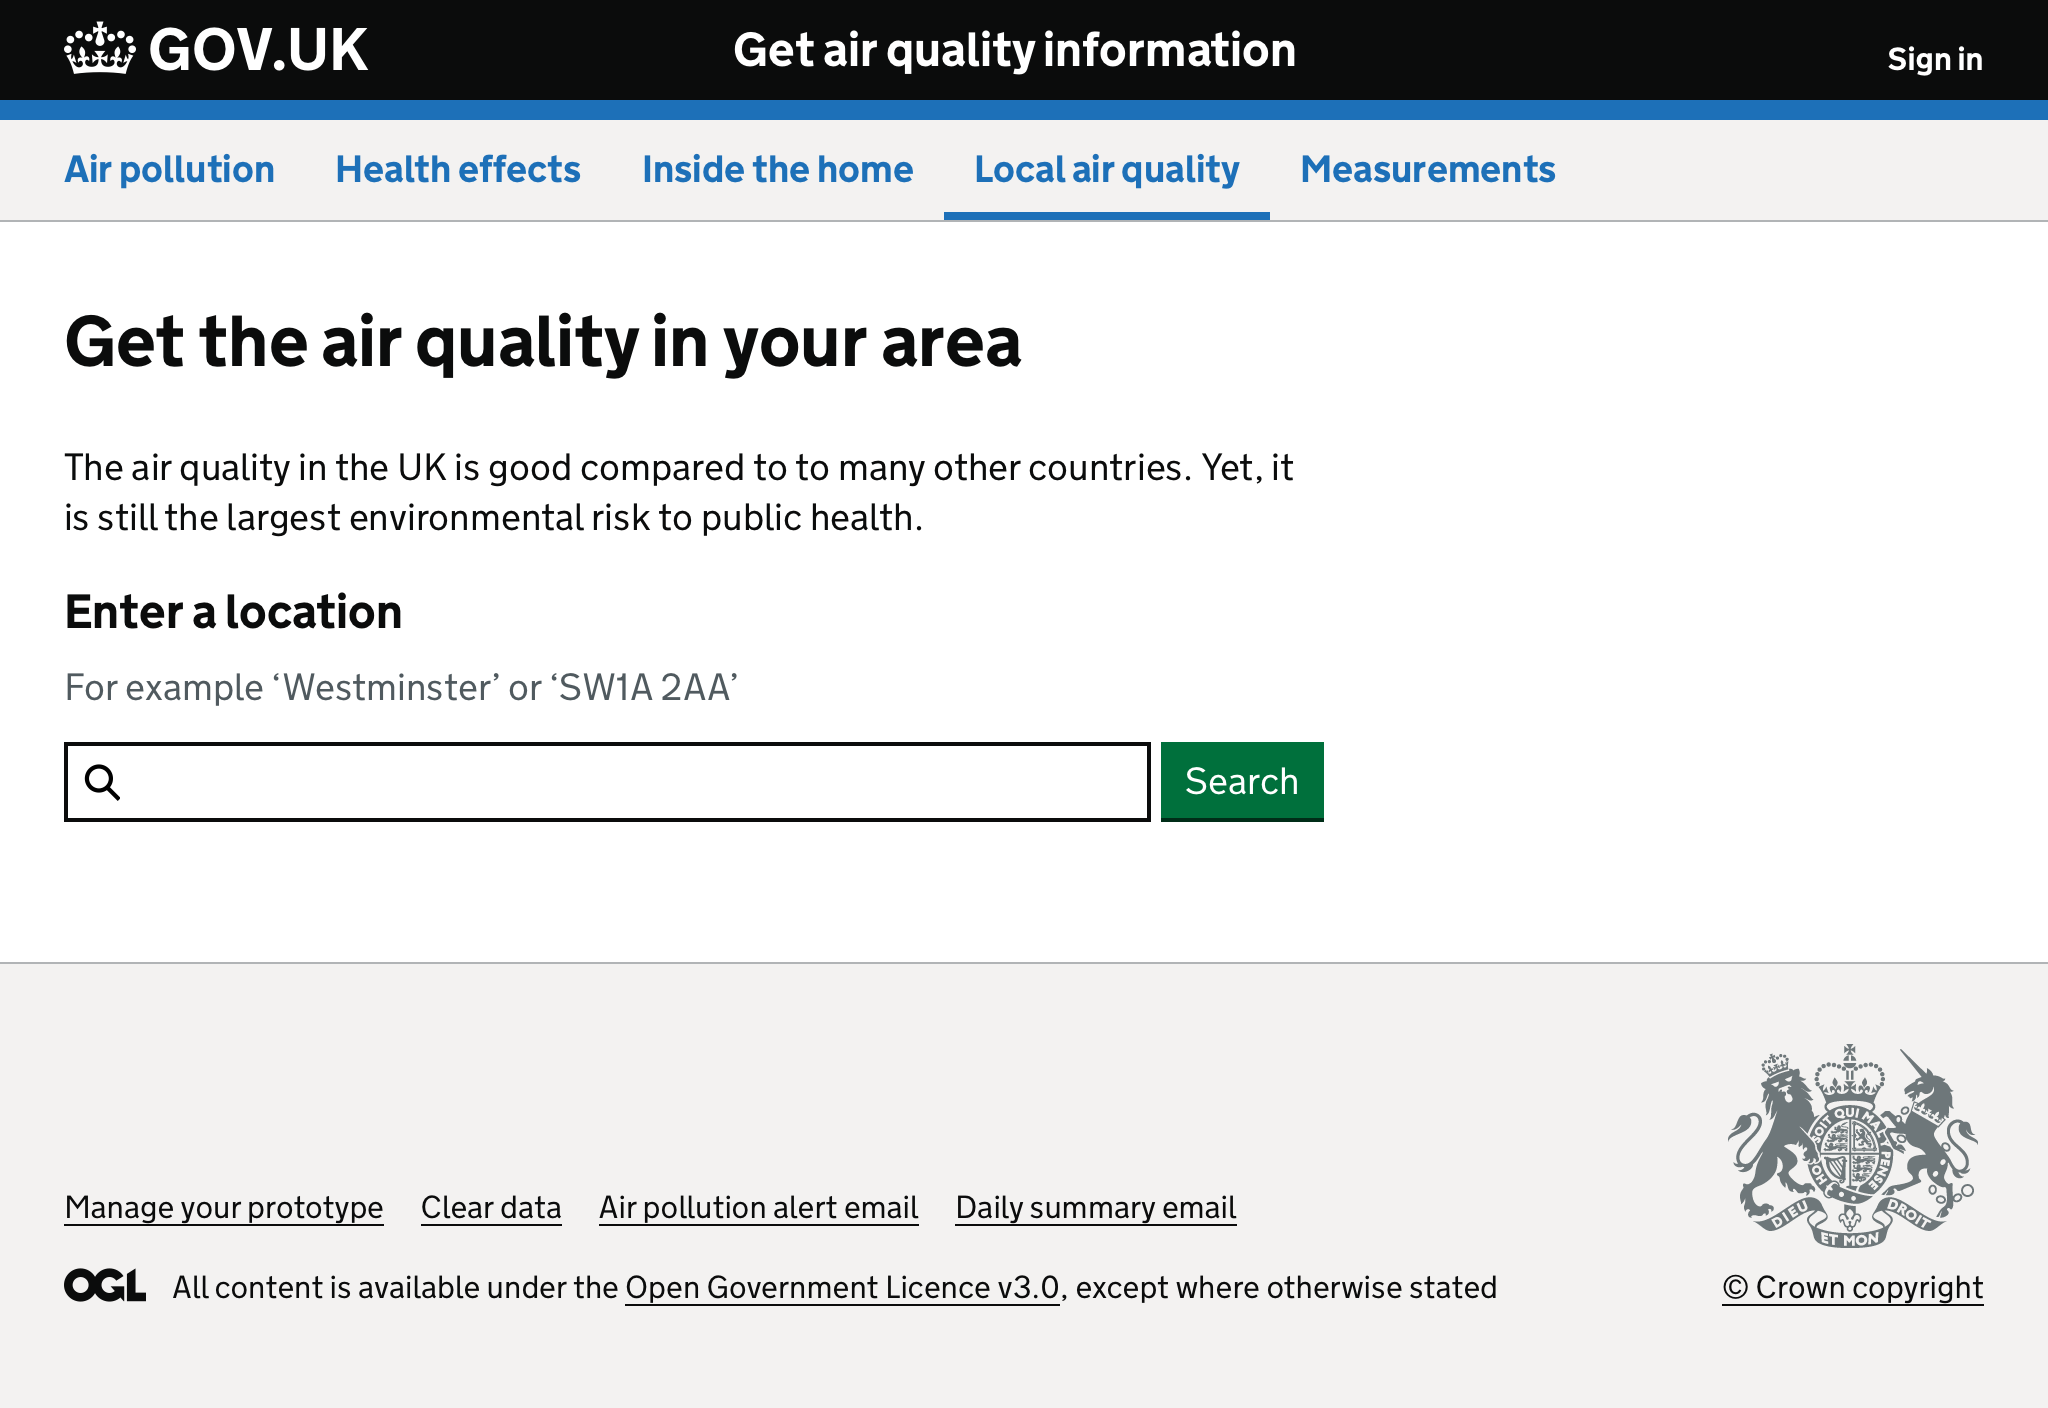 GOV.UK
Get air quality information
Sign in
Air pollution
Health effects
Inside the home
Local air quality
Measurements
Get the air quality in your area
The air quality in the UK is good compared to to many other countries. Yet, it
is still the largest environmental risk to public health.
Enter a location
For example ‘Westminster’ or ‘SW1A 2AA’
Search
SOIT QUI MAL Y PENSE
HON
DIEU
ET MON
DROIT
Manage your prototype
Clear data
Air pollution alert email
Daily summary email
OGL
All content is available under the Open Government Licence v3.0, except where otherwise stated
© Crown copyright